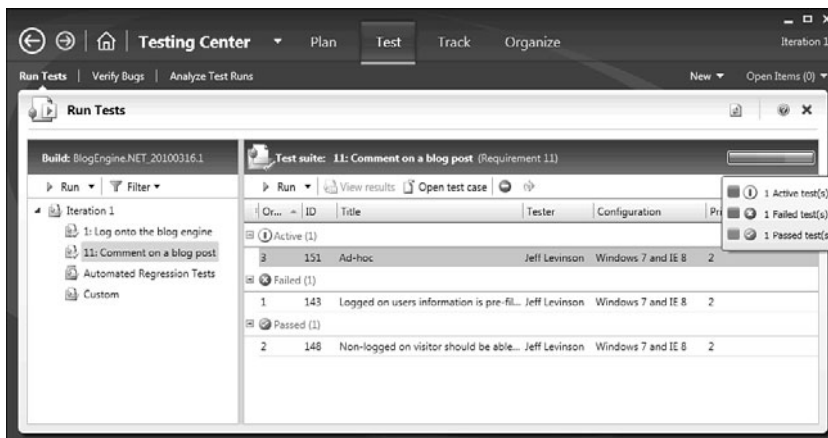 Testing Center Plan Test Track Organize Iteration 1
Run Tests Verify Bugs Analyze Test Runs New Open Items (0)
Run Tests
Build: BlogEngine.NET_20100316.1
Test suite: 11: Comment on a blog post (Requirement 11)
Run Filter
Run View results Open test case
1 Active test(s)
1 Failed test(s
1 Passed test(s
Iteration 1
1: Log onto the blog engine
11: Comment on a blog post
Automated Regression Tests
Custom
Or... ID Title Tester Configuration Pri
Active (1)
3 151 Ad-hoc Jeff Levinson Windows 7 and IE 8 2
Failed (1)
1 143 Logged on users information is pre-fil... Jeff Levinson Windows 7 and IE 8 2
Passed (1)
2 148 Non-logged on visitor should be able... Jeff Levinson Windows 7 and IE 8 2